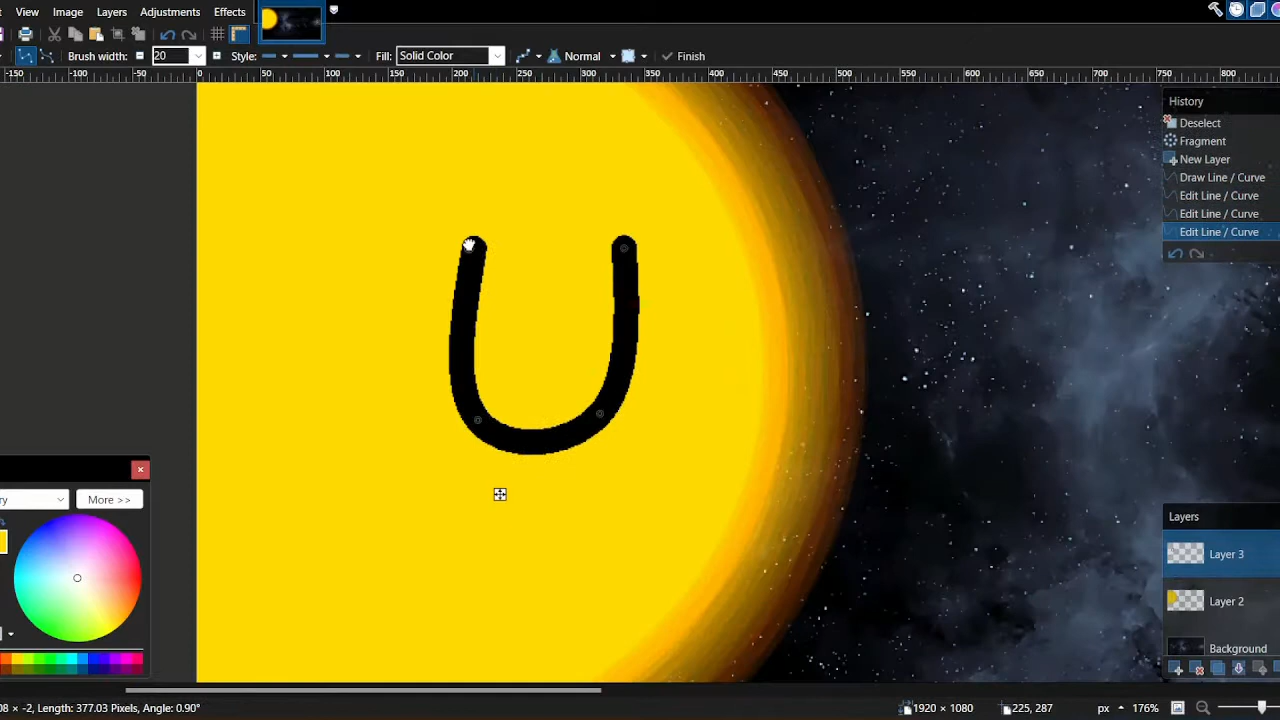 View Image Layers Adjustments Effects
Brush width: 20 Style: Fill: Solid Color Normal Finish
-150 -100 -50 0 50 100 150 200 250 300 350 400 450 500 550 600 650 700 750 800
History
Deselect
Fragment
New Layer
Draw Line / Curve
Edit Line / Curve
Edit Line / Curve
Edit Line / Curve
ry More >>
Layers
Layer 3
Layer 2
Background
08 × -2, Length: 377.03 Pixels, Angle: 0.90° 1920 × 1080 225, 287 px 176%